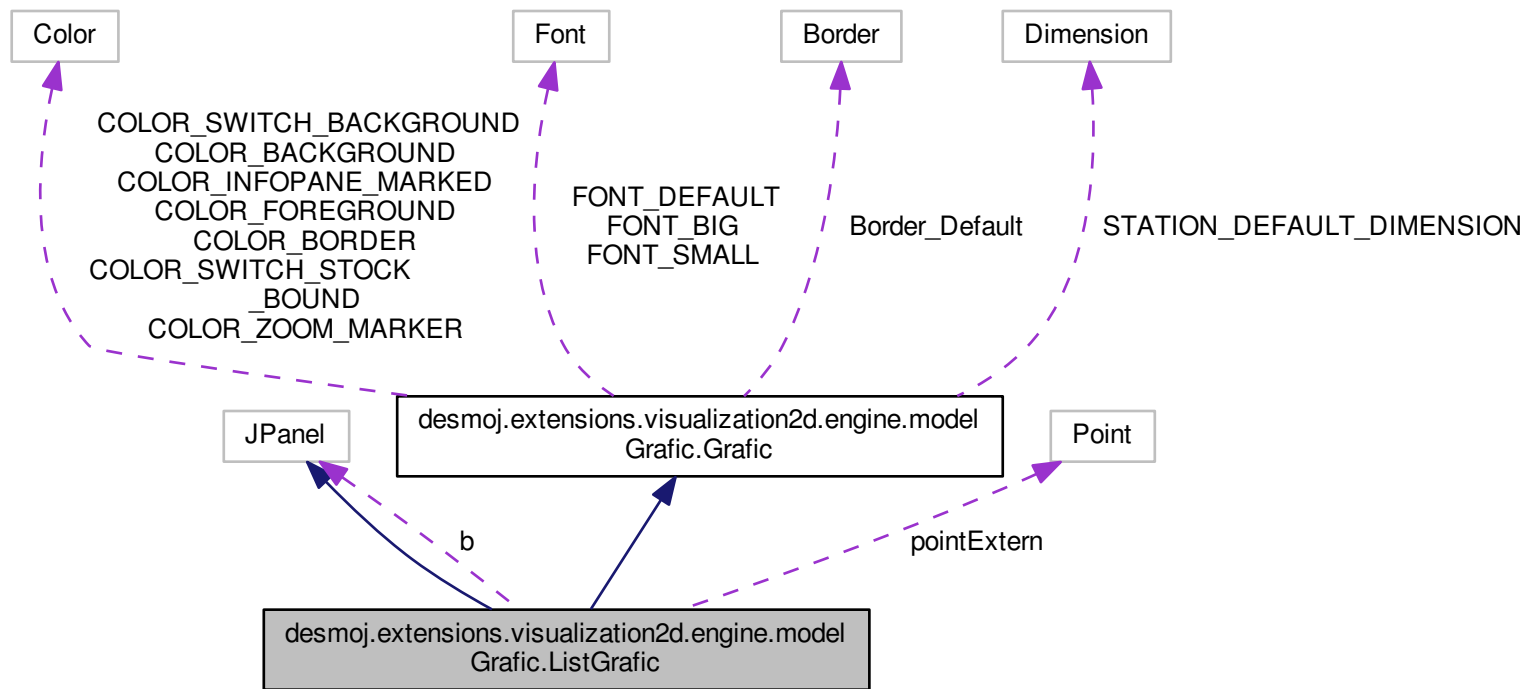 Color
Font
Border
Dimension
COLOR_SWITCH_BACKGROUND
COLOR_BACKGROUND
COLOR_INFOPANE_MARKED
COLOR_FOREGROUND
COLOR_BORDER
COLOR_SWITCH_STOCK
_BOUND
COLOR_ZOOM_MARKER
FONT_DEFAULT
FONT_BIG
FONT_SMALL
Border_Default
STATION_DEFAULT_DIMENSION
JPanel
desmoj.extensions.visualization2d.engine.model
Grafic.Grafic
Point
b
pointExtern
desmoj.extensions.visualization2d.engine.model
Grafic.ListGrafic